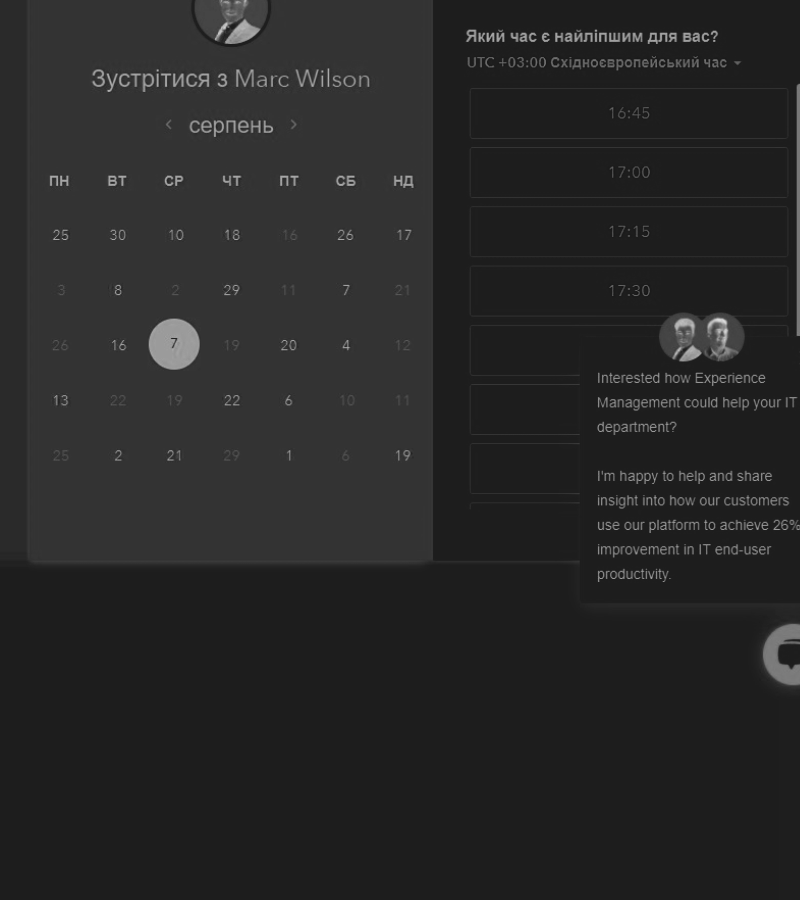 Зустрітися з Marc Wilson
серпень
ПН ВТ СР ЧТ ПТ СБ НД
25 30 10 18 16 26 17
3 8 2 29 11 7 21
26 16 7 19 20 4 12
13 22 19 22 6 10 11
25 2 21 29 1 6 19
Який час є найліпшим для вас?
UTC +03:00 Східноєвропейський час
16:45
17:00
17:15
17:30
Interested how Experience
Management could help your IT
department?
I'm happy to help and share
insight into how our customers
use our platform to achieve 26%
improvement in IT end-user
productivity.